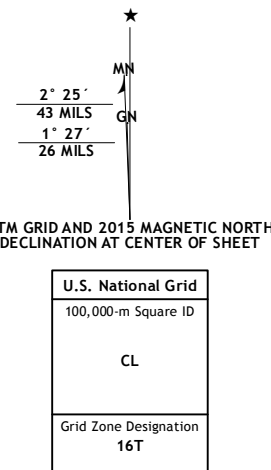 MN
2° 25´
43 MILS
GN
1° 27´
26 MILS
TM GRID AND 2015 MAGNETIC NORTH
DECLINATION AT CENTER OF SHEET
U.S. National Grid
100,000-m Square ID
CL
Grid Zone Designation
16T